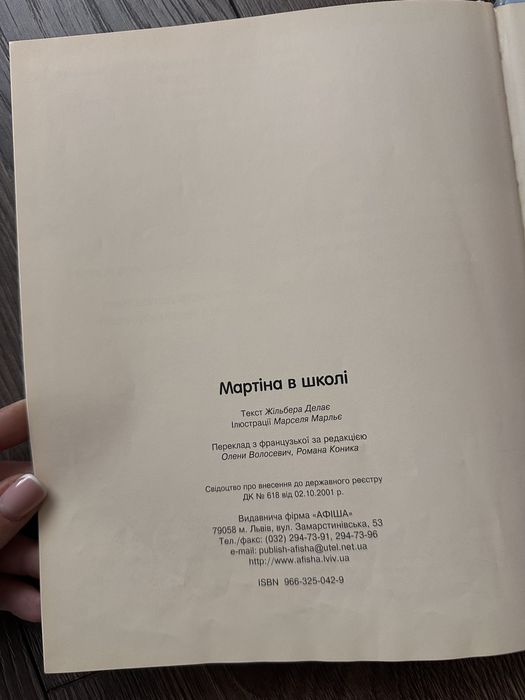 Мартіна в школі
Текст Жільбера Делає
Ілюстрації Марселя Марльє
Переклад з французької за редакцією
Олени Волосевич, Романа Коника
Свідоцтво про внесення до державного реєстру
ДК № 618 від 02.10.2001 р.
Видавнича фірма «АФІША»
79058 м. Львів, вул. Замарстинівська, 53
Тел./факс: (032) 294-73-91, 294-73-96
e-mail: publish-afisha@utel.net.ua
http://www.afisha.lviv.ua
ISBN 966-325-042-9